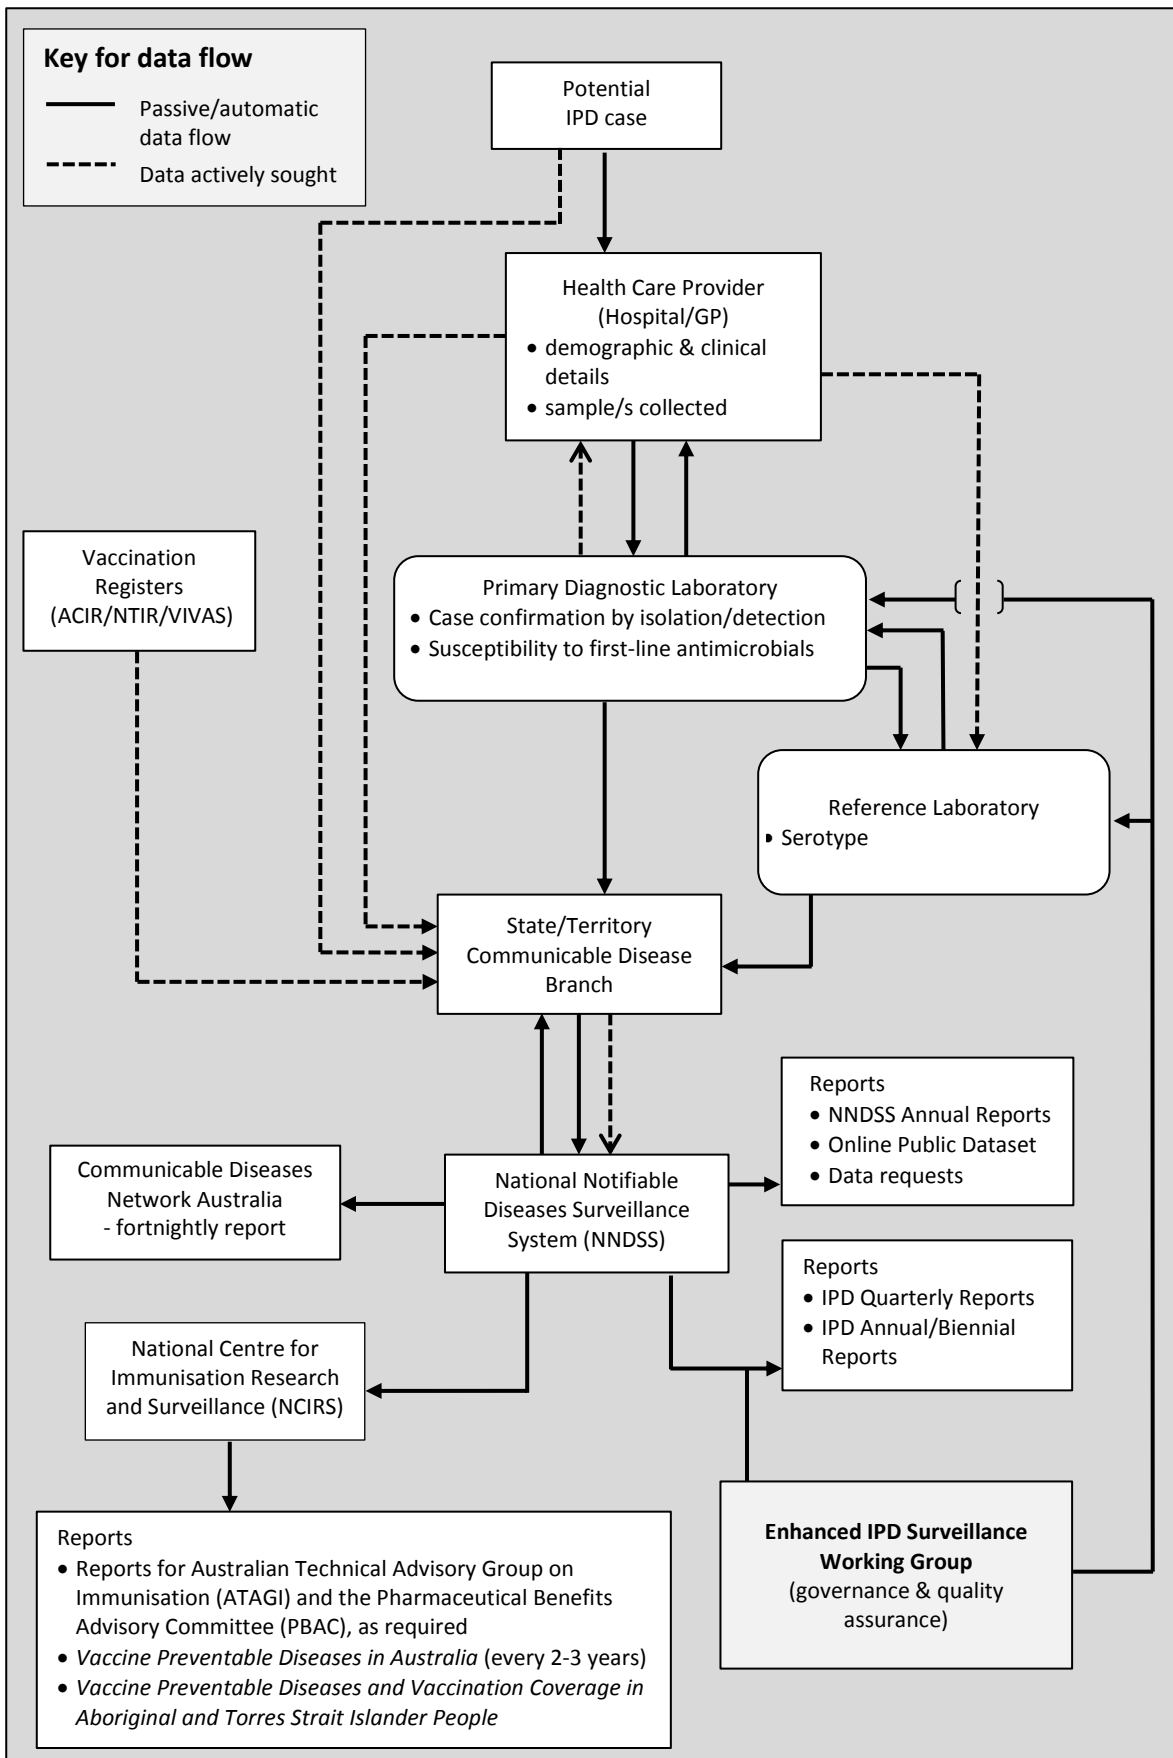 Key for data flow
Passive/automatic
data flow
Data actively sought
Potential
IPD case
Health Care Provider
(Hospital/GP)
• demographic & clinical
details
• sample/s collected
Vaccination
Registers
(ACIR/NTIR/VIVAS)
Primary Diagnostic Laboratory
• Case confirmation by isolation/detection
• Susceptibility to first-line antimicrobials
Reference Laboratory
• Serotype
State/Territory
Communicable Disease
Branch
Reports
• NNDSS Annual Reports
• Online Public Dataset
• Data requests
Communicable Diseases
Network Australia
- fortnightly report
National Notifiable
Diseases Surveillance
System (NNDSS)
Reports
• IPD Quarterly Reports
• IPD Annual/Biennial
Reports
National Centre for
Immunisation Research
and Surveillance (NCIRS)
Enhanced IPD Surveillance
Working Group
(governance & quality
assurance)
Reports
• Reports for Australian Technical Advisory Group on
Immunisation (ATAGI) and the Pharmaceutical Benefits
Advisory Committee (PBAC), as required
• Vaccine Preventable Diseases in Australia (every 2-3 years)
• Vaccine Preventable Diseases and Vaccination Coverage in
Aboriginal and Torres Strait Islander People